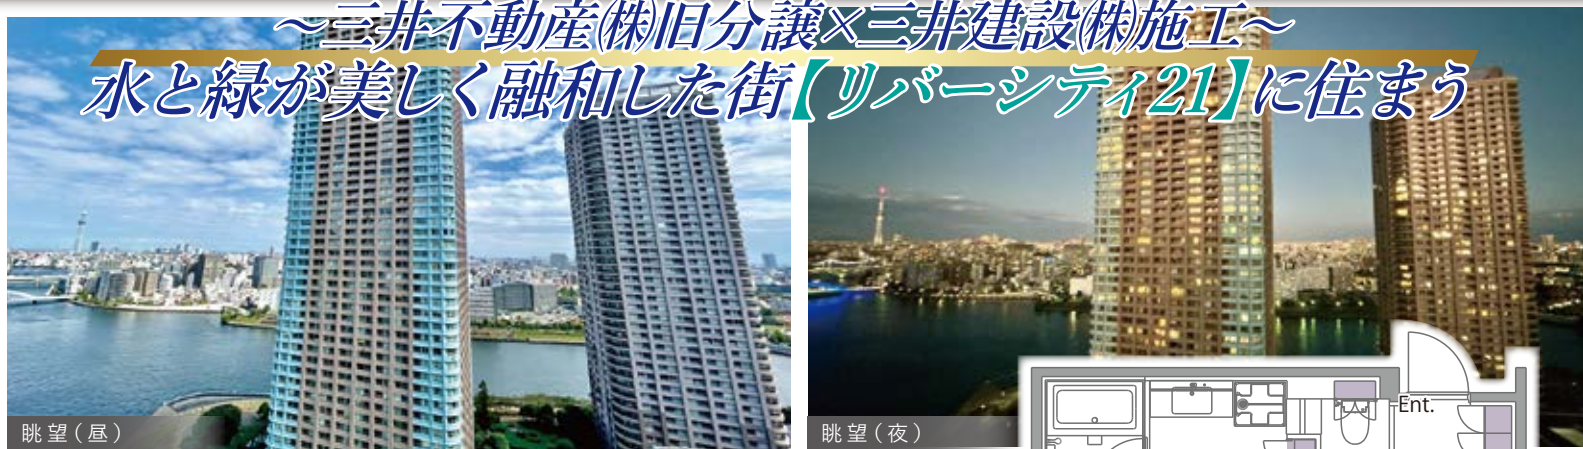 ～三井不動産㈱旧分譲×三井建設㈱施工～
水と緑が美しく融和した街【リバーシティ21】に住まう
眺望（昼）
眺望（夜）
Ent.